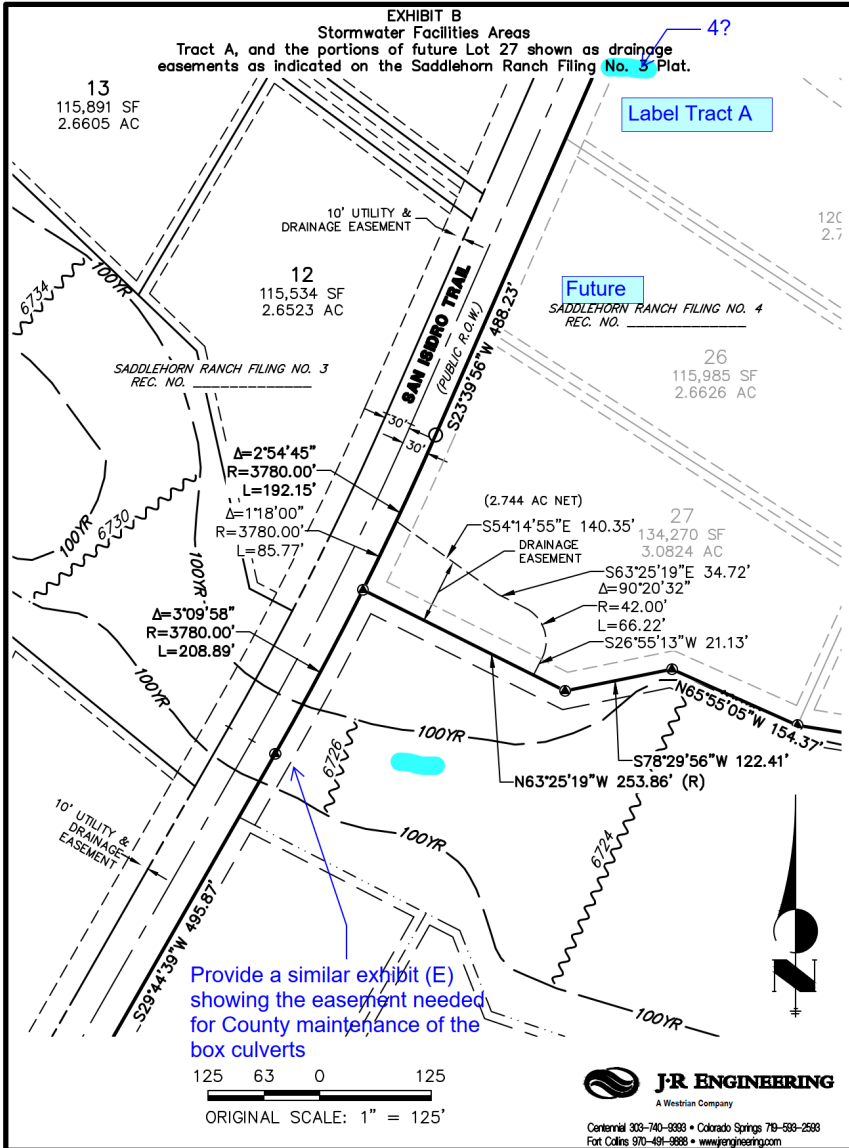 EXHIBIT B
Stormwater Facilities Areas
Tract A, and the portions of future Lot 27 shown as drainage
easements as indicated on the Saddlehorn Ranch Filing No. 3 Plat.
4?
Label Tract A
13
115,891 SF
2.6605 AC
10' UTILITY &
DRAINAGE EASEMENT
12
115,534 SF
2.6523 AC
6734
100YR
SAN ISIDRO TRAIL
(PUBLIC R.O.W.)
S23°39'56"W 488.23'
Future
SADDLEHORN RANCH FILING NO. 4
REC. NO. ______________
26
115,985 SF
2.6626 AC
SADDLEHORN RANCH FILING NO. 3
REC. NO. ______________
30'
30'
Δ=2°54'45"
R=3780.00'
L=192.15'
Δ=1°18'00"
R=3780.00'
L=85.77'
6730
100YR
100YR
(2.744 AC NET)
S54°14'55"E 140.35'
DRAINAGE
EASEMENT
27
134,270 SF
3.0824 AC
S63°25'19"E 34.72'
Δ=90°20'32"
R=42.00'
L=66.22'
S26°55'13"W 21.13'
Δ=3°09'58"
R=3780.00'
L=208.89'
100YR
100YR
6726
N65°55'05"W 154.37'
S78°29'56"W 122.41'
N63°25'19"W 253.86' (R)
10' UTILITY &
DRAINAGE
EASEMENT
100YR
6724
S29°44'39"W 495.87'
100YR
Provide a similar exhibit (E)
showing the easement needed
for County maintenance of the
box culverts
N
125 63 0 125
ORIGINAL SCALE: 1" = 125'
J·R ENGINEERING
A Westrian Company
Centennial 303-740-9393 • Colorado Springs 719-593-2593
Fort Collins 970-491-9888 • www.jrengineering.com